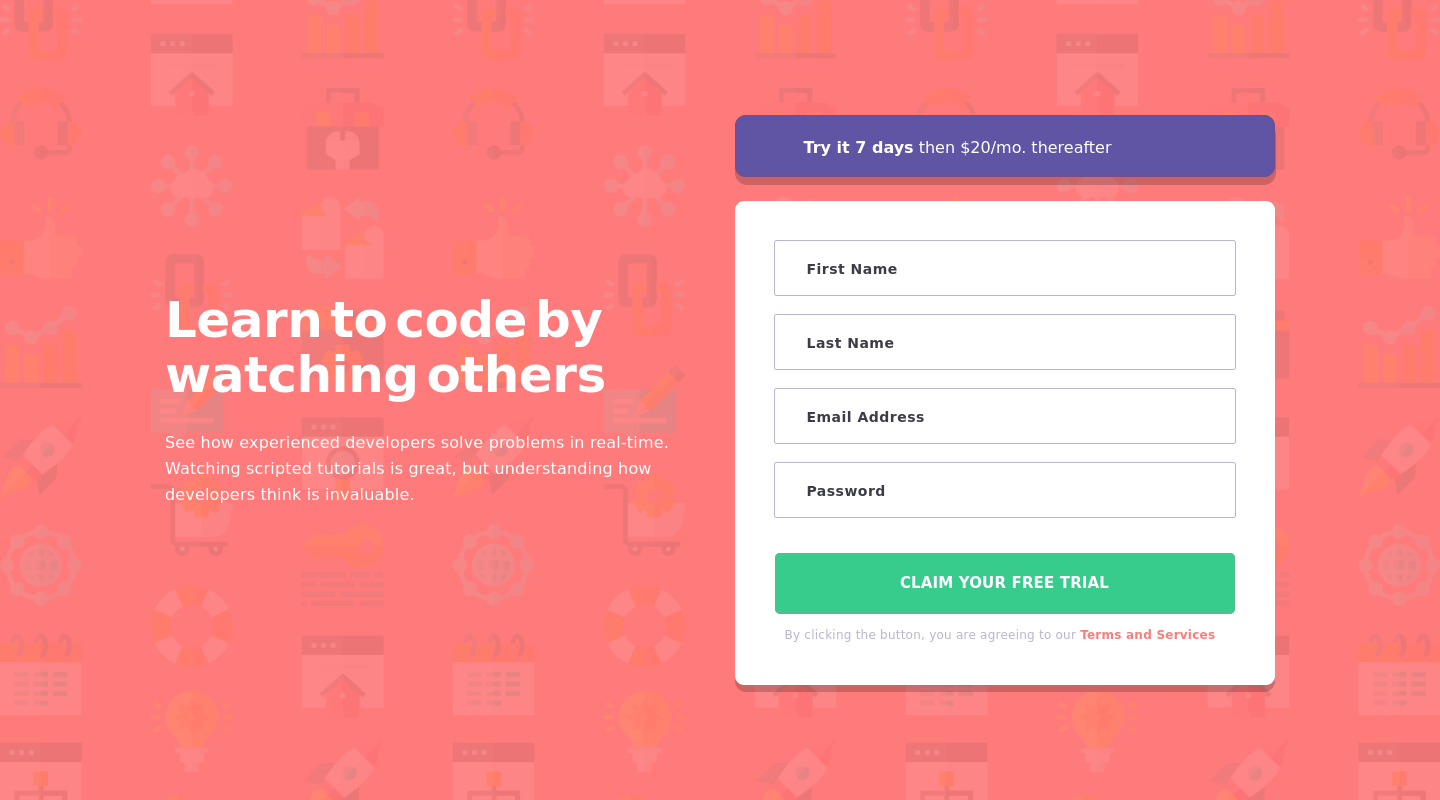 Learn to code by
watching others
See how experienced developers solve problems in real-time.
Watching scripted tutorials is great, but understanding how
developers think is invaluable.
Try it 7 days then $20/mo. thereafter
First Name
Last Name
Email Address
Password
CLAIM YOUR FREE TRIAL
By clicking the button, you are agreeing to our Terms and Services